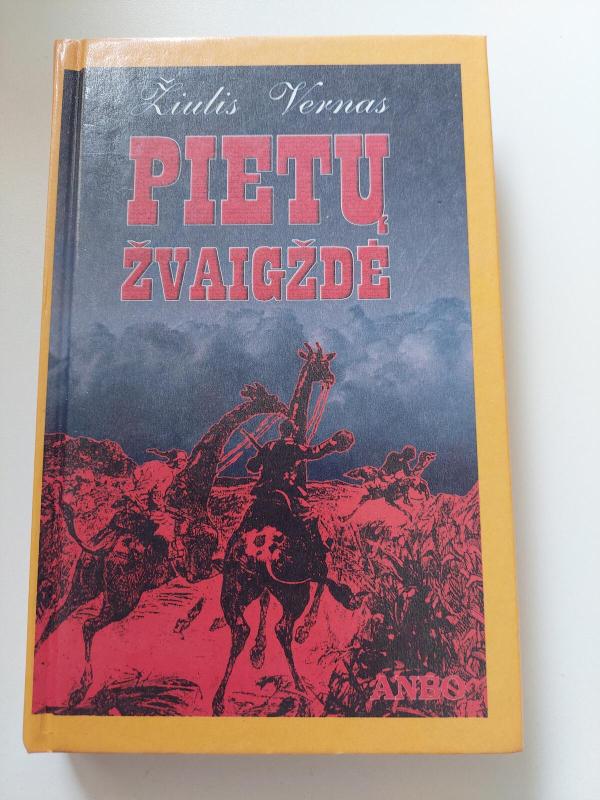 Žiulis Vernas
PIETŲ
ŽVAIGŽDĖ
ANBO